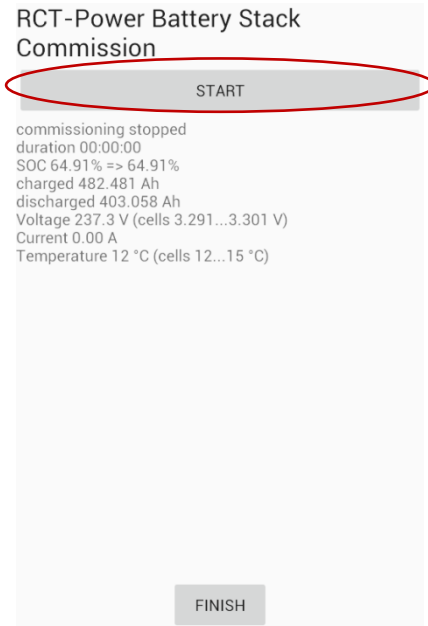 RCT-Power Battery Stack
Commission
START
commissioning stopped
duration 00:00:00
SOC 64.91% => 64.91%
charged 482.481 Ah
discharged 403.058 Ah
Voltage 237.3 V (cells 3.291...3.301 V)
Current 0.00 A
Temperature 12 °C (cells 12...15 °C)
FINISH